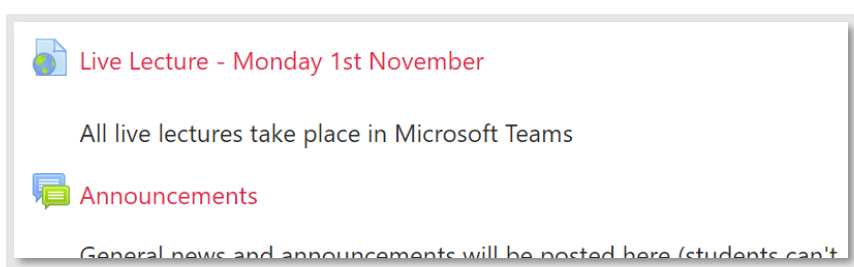 Live Lecture - Monday 1st November
All live lectures take place in Microsoft Teams
Announcements
General news and announcements will be posted here (students can't